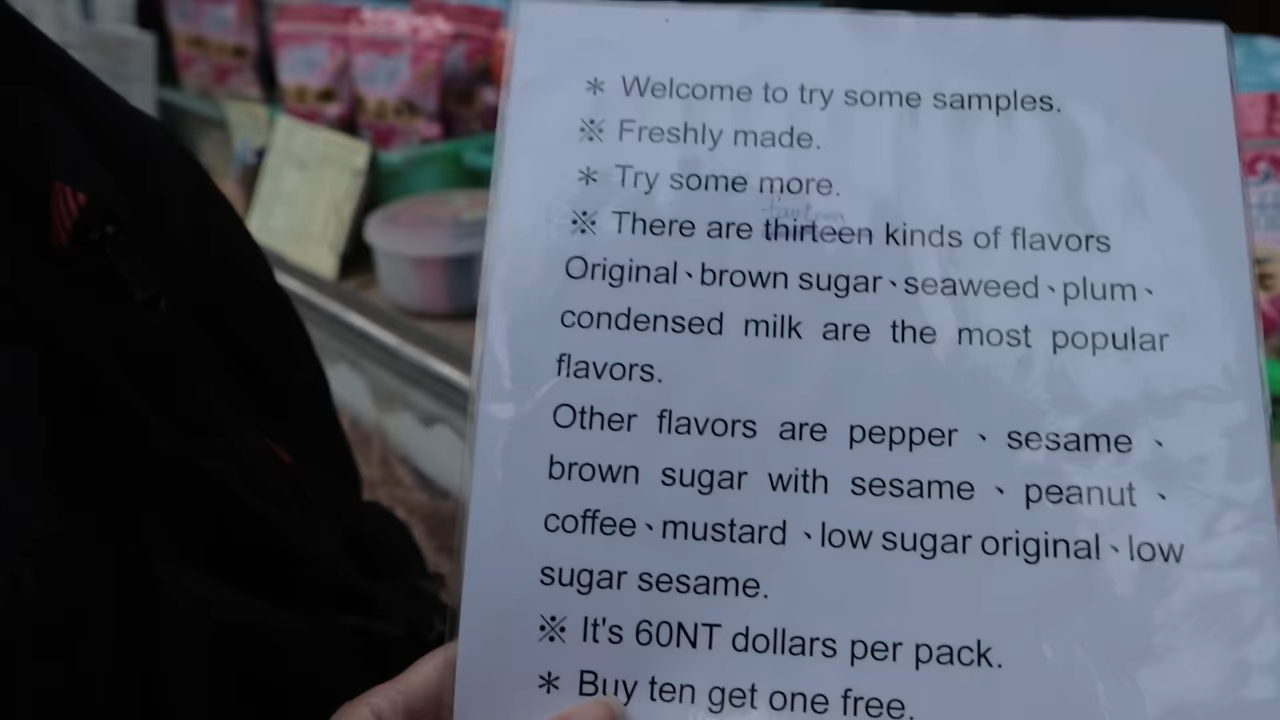 * Welcome to try some samples.
※ Freshly made.
* Try some more.
※ There are thirteen kinds of flavors
Original、brown sugar、seaweed、plum、
condensed milk are the most popular
flavors.
Other flavors are pepper 、 sesame 、
brown sugar with sesame 、 peanut 、
coffee、mustard 、low sugar original、low
sugar sesame.
※ It's 60NT dollars per pack.
* Buy ten get one free.